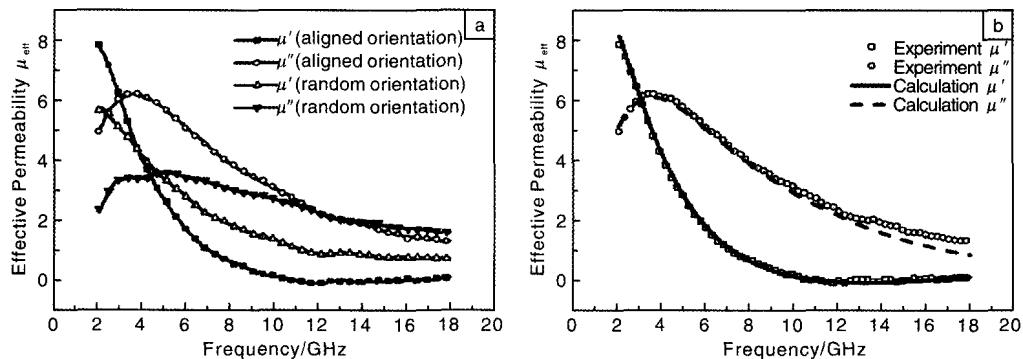 a
8
6
4
2
0
Effective Permeability μeff
μ′(aligned orientation)
μ″(aligned orientation)
μ′(random orientation)
μ″(random orientation)
0 2 4 6 8 10 12 14 16 18 20
Frequency/GHz
b
8
6
4
2
0
Effective Permeability μeff
Experiment μ′
Experiment μ″
Calculation μ′
Calculation μ″
0 2 4 6 8 10 12 14 16 18 20
Frequency/GHz